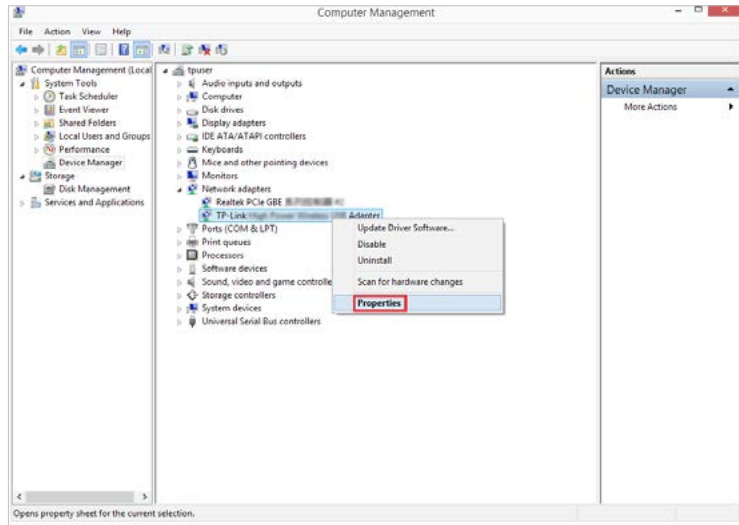 Computer Management
File Action View Help
Computer Management (Local
System Tools
Task Scheduler
Event Viewer
Shared Folders
Local Users and Groups
Performance
Device Manager
Storage
Disk Management
Services and Applications
tpuser
Audio inputs and outputs
Computer
Disk drives
Display adapters
IDE ATA/ATAPI controllers
Keyboards
Mice and other pointing devices
Monitors
Network adapters
Realtek PCIe GBE
TP-Link Adapter
Ports (COM & LPT)
Print queues
Processors
Software devices
Sound, video and game controlle
Storage controllers
System devices
Universal Serial Bus controllers
Update Driver Software...
Disable
Uninstall
Scan for hardware changes
Properties
Actions
Device Manager
More Actions
Opens property sheet for the current selection.